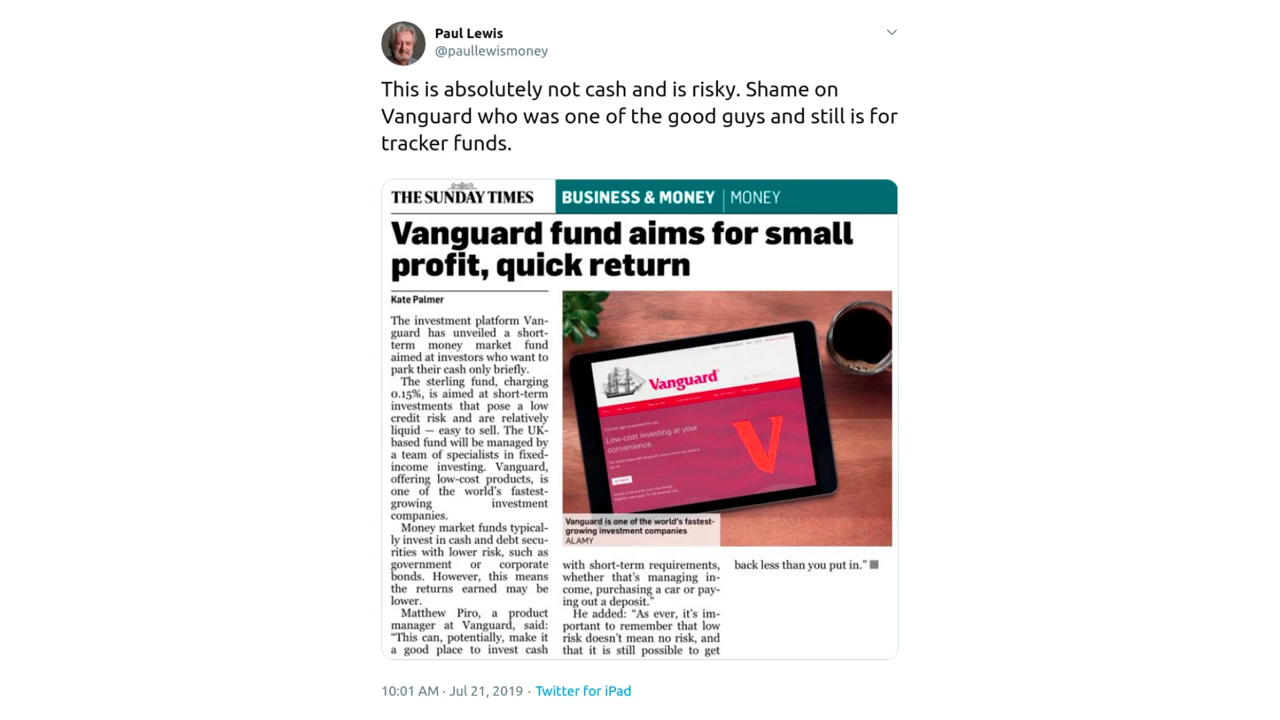 Paul Lewis
@paullewismoney
This is absolutely not cash and is risky. Shame on
Vanguard who was one of the good guys and still is for
tracker funds.
THE SUNDAY TIMES
BUSINESS & MONEY | MONEY
Vanguard fund aims for small
profit, quick return
Kate Palmer
The investment platform Van-
guard has unveiled a short-
term money market fund
aimed at investors who want to
park their cash only briefly.
The sterling fund, charging
0.15%, is aimed at short-term
investments that pose a low
credit risk and are relatively
liquid — easy to sell. The UK-
based fund will be managed by
a team of specialists in fixed-
income investing. Vanguard,
offering low-cost products, is
one of the world's fastest-
growing investment
companies.
Money market funds typical-
ly invest in cash and debt secu-
rities with lower risk, such as
government or corporate
bonds. However, this means
the returns earned may be
lower.
Matthew Piro, a product
manager at Vanguard, said:
"This can, potentially, make it
a good place to invest cash
Vanguard
Low-cost investing at your
convenience.
V
Vanguard is one of the world's fastest-
growing investment companies
ALAMY
with short-term requirements,
whether that's managing in-
come, purchasing a car or pay-
ing out a deposit."
He added: "As ever, it's im-
portant to remember that low
risk doesn't mean no risk, and
that it is still possible to get
back less than you put in." ■
10:01 AM · Jul 21, 2019 · Twitter for iPad